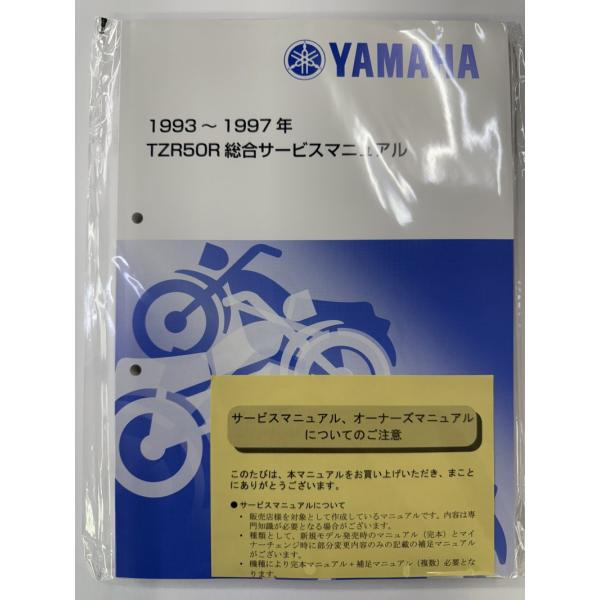 YAMAHA
1993～1997年
TZR50R 総合サービスマニュアル
サービスマニュアル、オーナーズマニュアル
についてのご注意
このたびは、本マニュアルをお買い上げいただき、まこと
にありがとうございます。
●サービスマニュアルについて
・販売店様を対象として作成しているマニュアルです。内容は専
門知識が必要となる場合がございます。
・種類として、新規モデル発売時のマニュアル（完本）とマイ
ナーチェンジ時に部分変更内容のみの記載の補足マニュアル
がございます。
・機種により完本マニュアル＋補足マニュアル（複数）必要とな
ります。